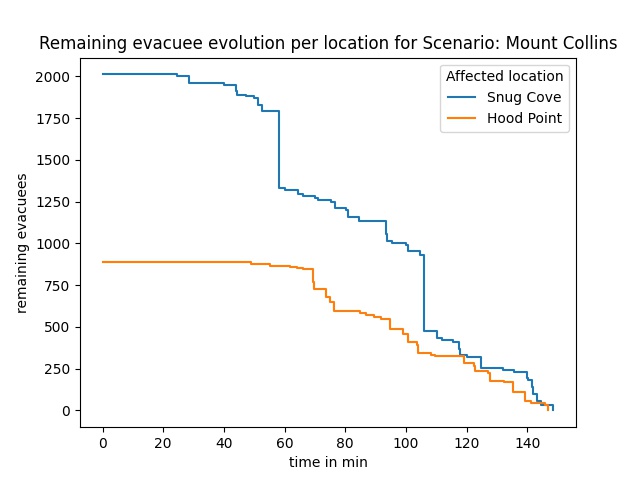 Remaining evacuee evolution per location for Scenario: Mount Collins
Affected location
Snug Cove
Hood Point
remaining evacuees
2000
1750
1500
1250
1000
750
500
250
0
0 20 40 60 80 100 120 140
time in min